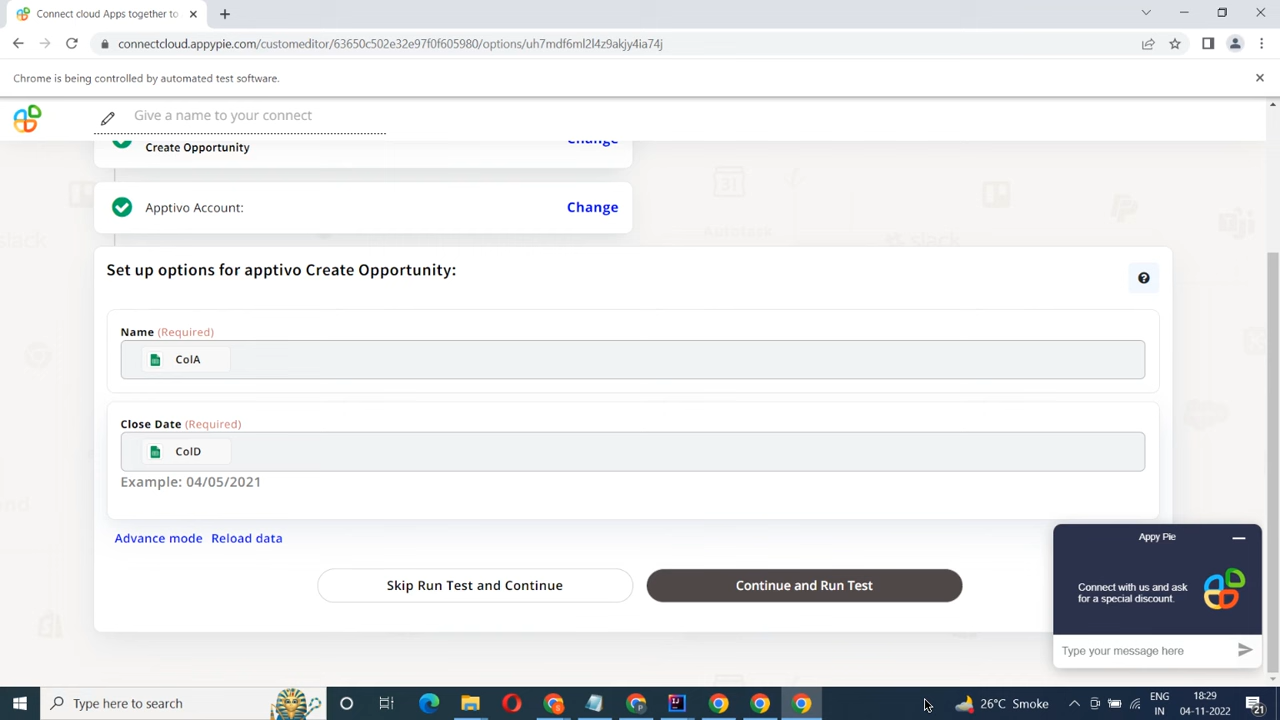 Connect cloud Apps together to
connectcloud.appypie.com/customeditor/63650c502e32e97f0f605980/options/uh7mdf6ml2l4z9akjy4ia74j
Chrome is being controlled by automated test software.
Give a name to your connect
Create Opportunity
Change
Apptivo Account:
Change
Set up options for apptivo Create Opportunity:
Name (Required)
ColA
Close Date (Required)
ColD
Example: 04/05/2021
Advance mode Reload data
Skip Run Test and Continue
Continue and Run Test
Appy Pie
Connect with us and ask
for a special discount.
Type your message here
Type here to search
26°C Smoke
ENG
IN
18:29
04-11-2022
21